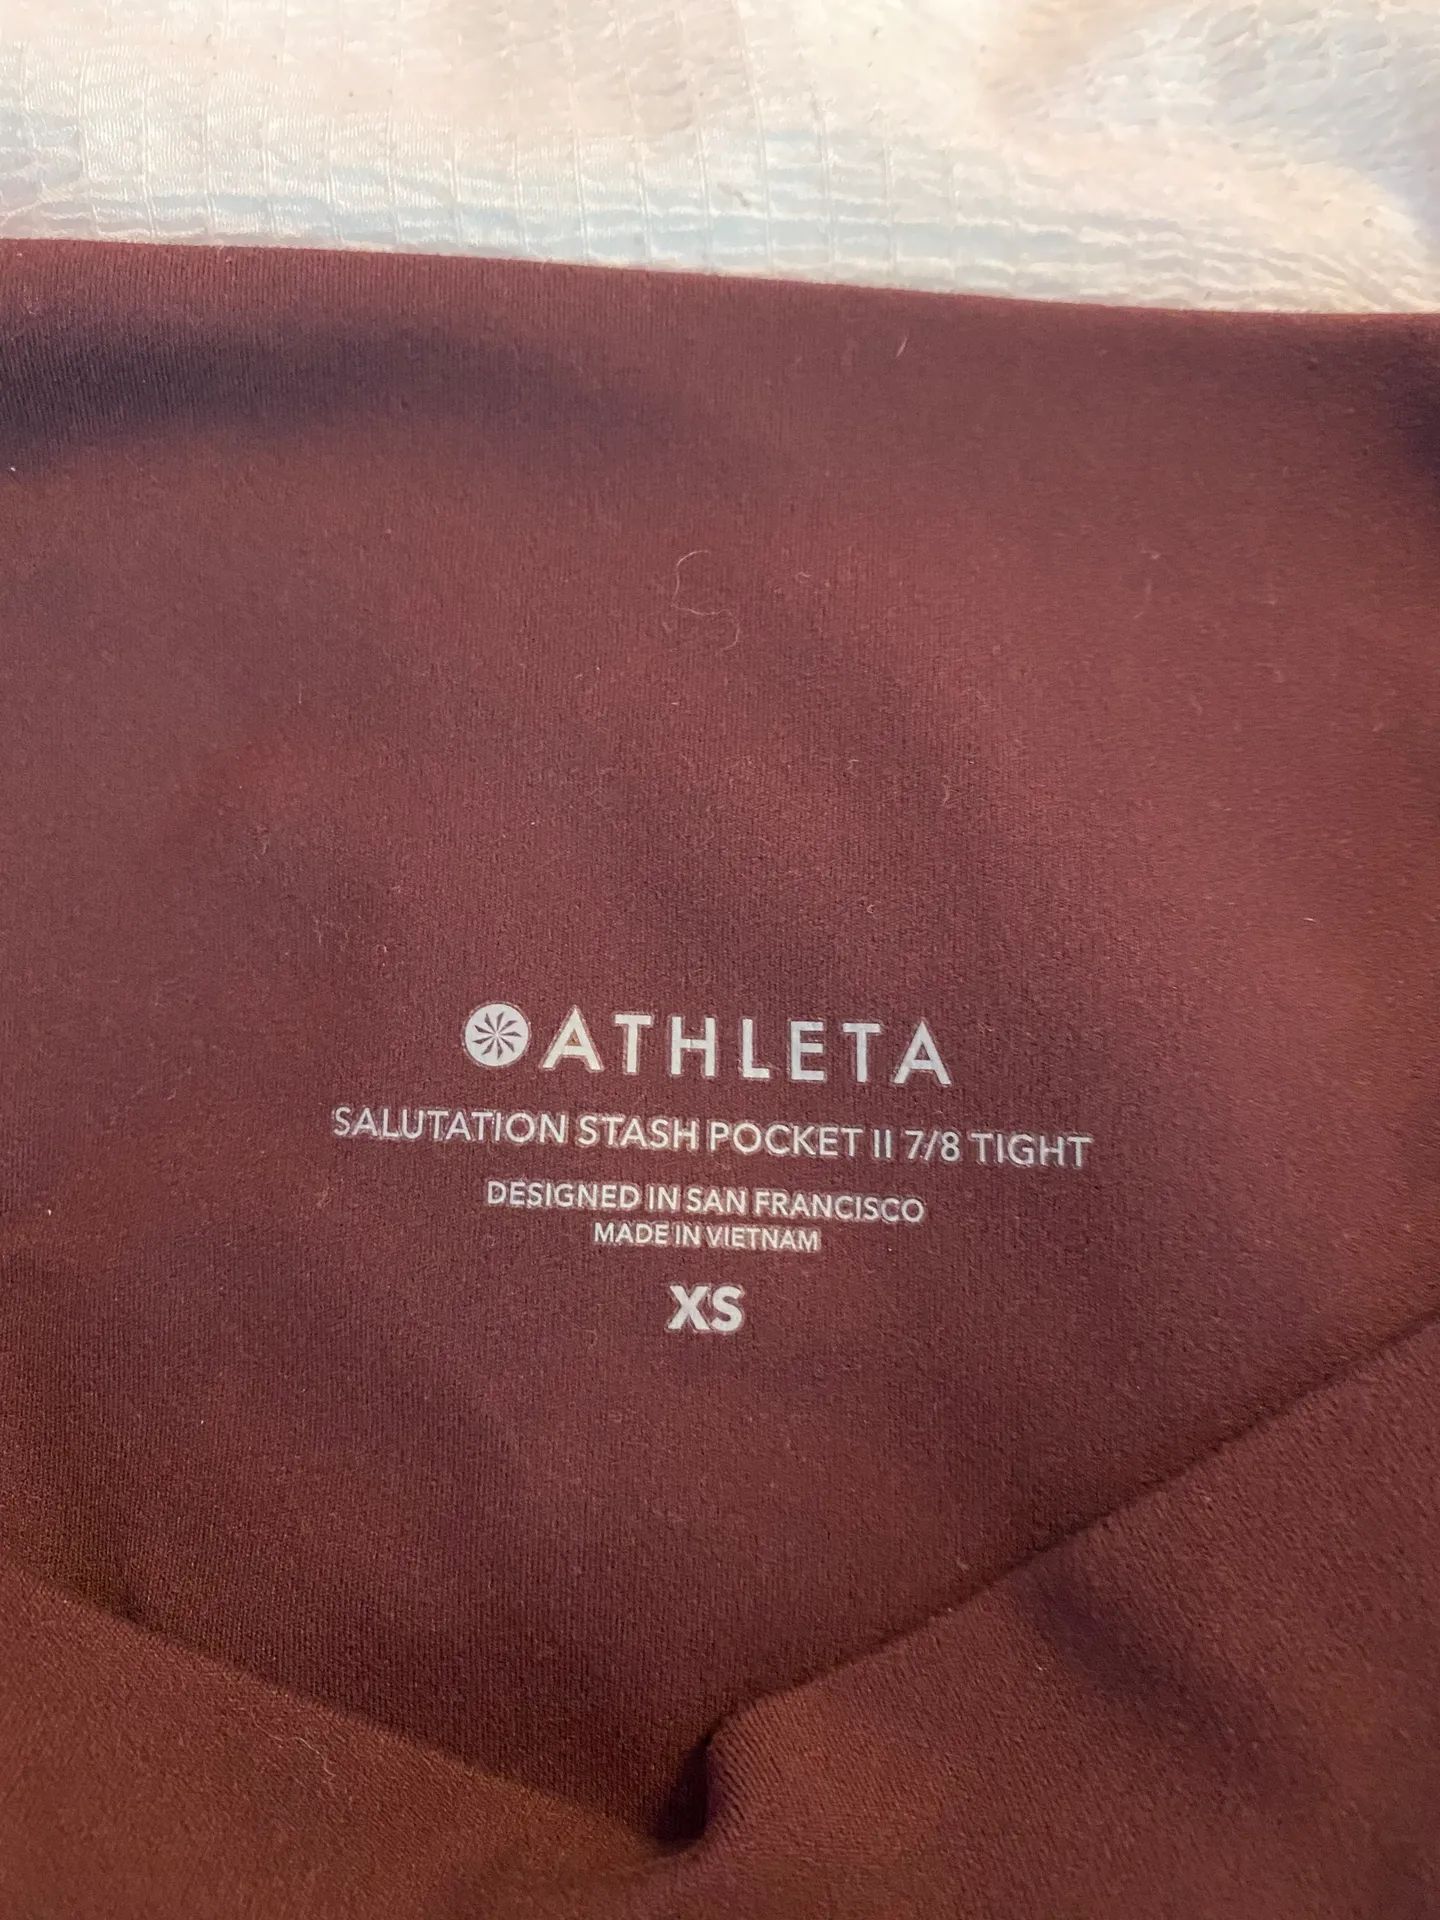 ATHLETA
SALUTATION STASH POCKET II 7/8 TIGHT
DESIGNED IN SAN FRANCISCO
MADE IN VIETNAM
XS